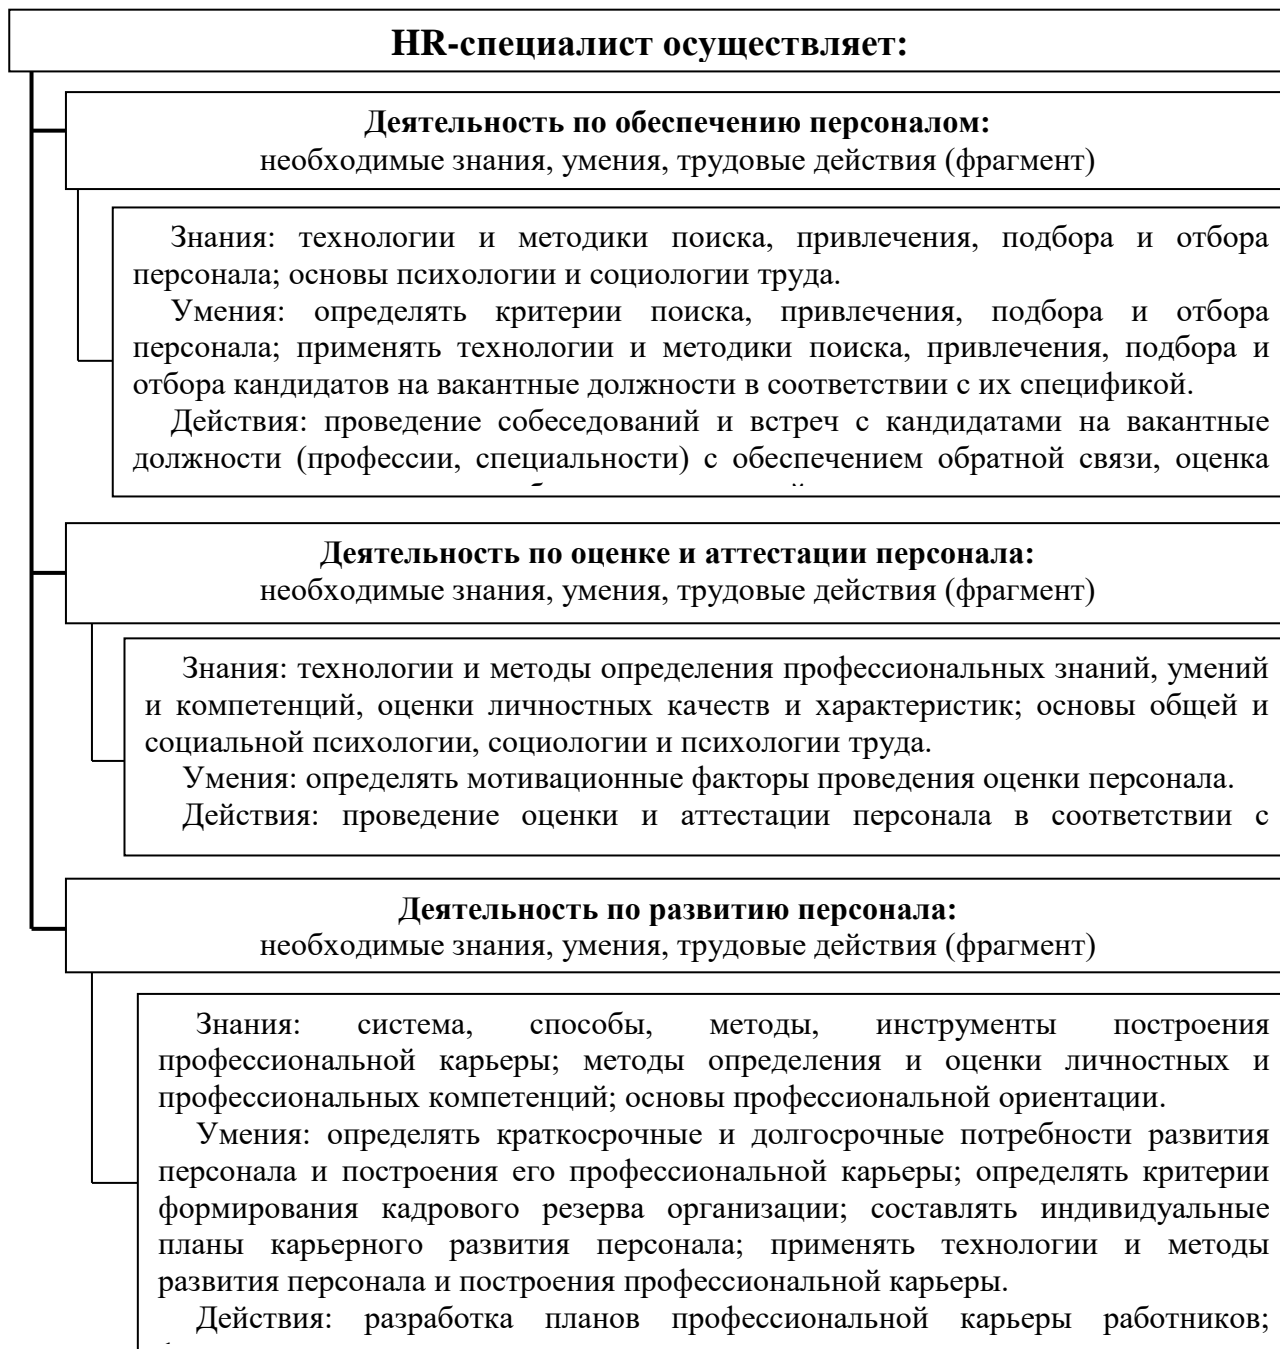 HR-специалист осуществляет:
Деятельность по обеспечению персоналом:
необходимые знания, умения, трудовые действия (фрагмент)
Знания: технологии и методики поиска, привлечения, подбора и отбора
персонала; основы психологии и социологии труда.
Умения: определять критерии поиска, привлечения, подбора и отбора
персонала; применять технологии и методики поиска, привлечения, подбора и
отбора кандидатов на вакантные должности в соответствии с их спецификой.
Действия: проведение собеседований и встреч с кандидатами на вакантные
должности (профессии, специальности) с обеспечением обратной связи, оценка
Деятельность по оценке и аттестации персонала:
необходимые знания, умения, трудовые действия (фрагмент)
Знания: технологии и методы определения профессиональных знаний, умений
и компетенций, оценки личностных качеств и характеристик; основы общей и
социальной психологии, социологии и психологии труда.
Умения: определять мотивационные факторы проведения оценки персонала.
Действия: проведение оценки и аттестации персонала в соответствии с
Деятельность по развитию персонала:
необходимые знания, умения, трудовые действия (фрагмент)
Знания: система, способы, методы, инструменты построения
профессиональной карьеры; методы определения и оценки личностных и
профессиональных компетенций; основы профессиональной ориентации.
Умения: определять краткосрочные и долгосрочные потребности развития
персонала и построения его профессиональной карьеры; определять критерии
формирования кадрового резерва организации; составлять индивидуальные
планы карьерного развития персонала; применять технологии и методы
развития персонала и построения профессиональной карьеры.
Действия: разработка планов профессиональной карьеры работников;